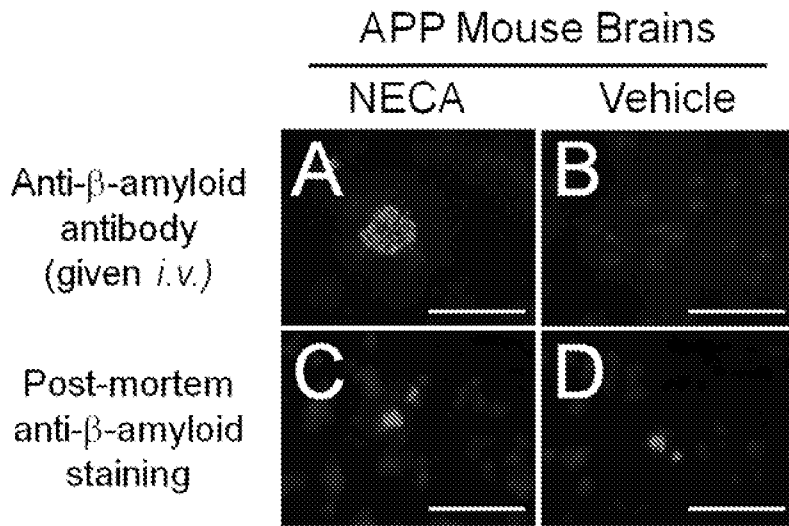 APP Mouse Brains
NECA
Vehicle
Anti-β-amyloid
antibody
(given i.v.)
A
B
Post-mortem
anti-β-amyloid
staining
C
D